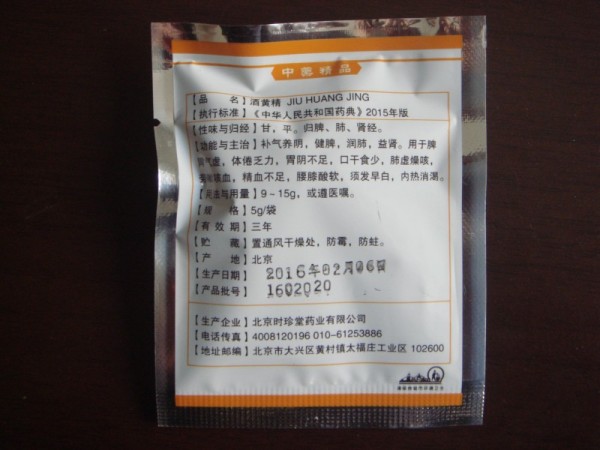 中医精品
【品　　名】酒黄精 JIU HUANG JING
【执行标准】《中华人民共和国药典》2015年版
【性味与归经】甘，平。归脾、肺、肾经。
【功能与主治】补气养阴，健脾，润肺，益肾。用于脾
气虚，体倦乏力，胃阴不足，口干食少，肺虚燥咳，
血，精血不足，腰膝酸软，须发早白，内热消渴。
法与用量】9～15g，或遵医嘱。
【规　　格】5g/袋
【有 效 期】三年
【贮　　藏】置通风干燥处，防霉，防蛀。
【产　　地】北京
【生产日期】2016年02月06日
【产品批号】1602020
【生产企业】北京时珍堂药业有限公司
【电话传真】4008120196 010-61253886
【地址邮编】北京市大兴区黄村镇太福庄工业区 102600